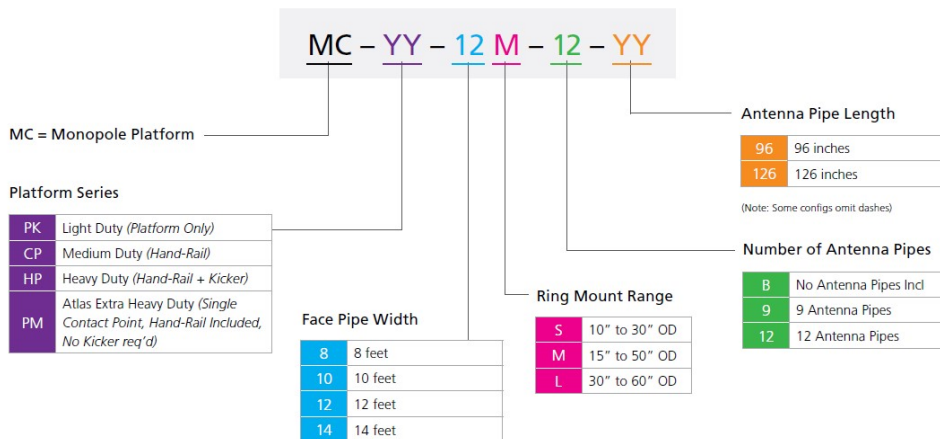 MC – YY – 12 M – 12 – YY
MC = Monopole Platform
Platform Series
PK Light Duty (Platform Only)
CP Medium Duty (Hand-Rail)
HP Heavy Duty (Hand-Rail + Kicker)
PM Atlas Extra Heavy Duty (Single
Contact Point, Hand-Rail Included,
No Kicker req’d)
Face Pipe Width
8 8 feet
10 10 feet
12 12 feet
14 14 feet
Ring Mount Range
S 10” to 30” OD
M 15” to 50” OD
L 30” to 60” OD
Antenna Pipe Length
96 96 inches
126 126 inches
(Note: Some configs omit dashes)
Number of Antenna Pipes
B No Antenna Pipes Incl
9 9 Antenna Pipes
12 12 Antenna Pipes